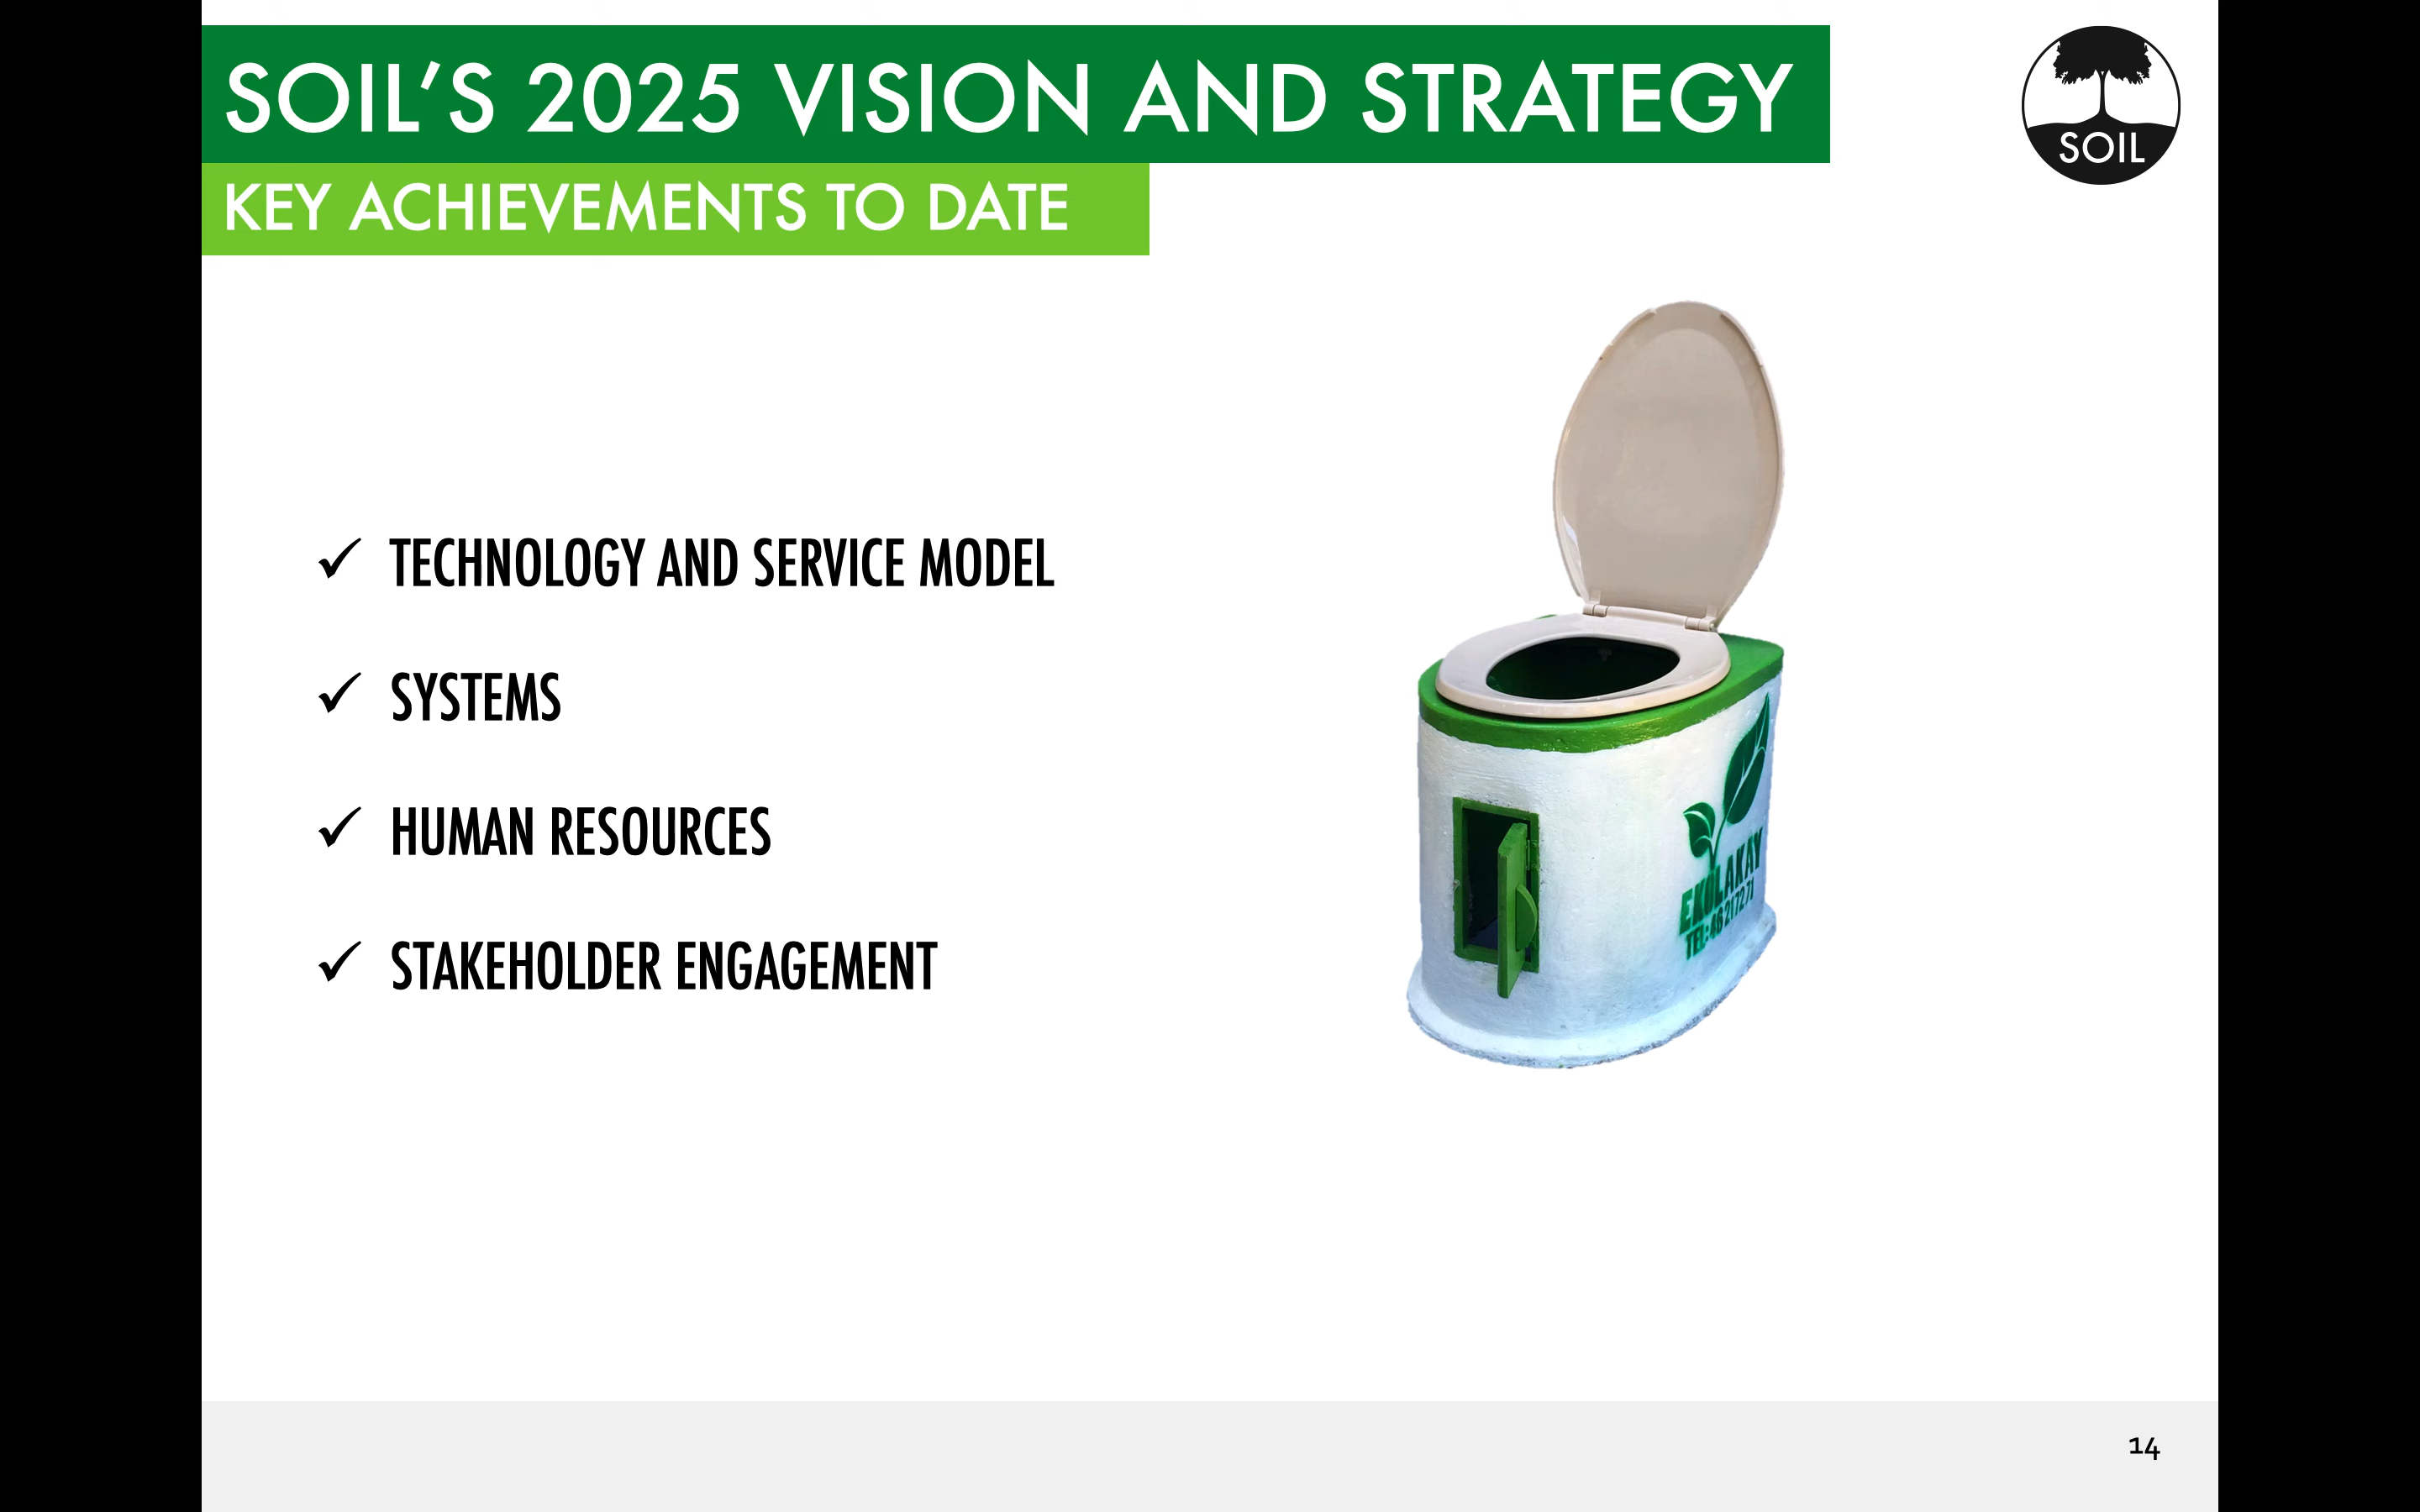 SOIL’S 2025 VISION AND STRATEGY
SOIL
KEY ACHIEVEMENTS TO DATE
✓ TECHNOLOGY AND SERVICE MODEL
✓ SYSTEMS
✓ HUMAN RESOURCES
✓ STAKEHOLDER ENGAGEMENT
EKOLAKAY
TEL:
14